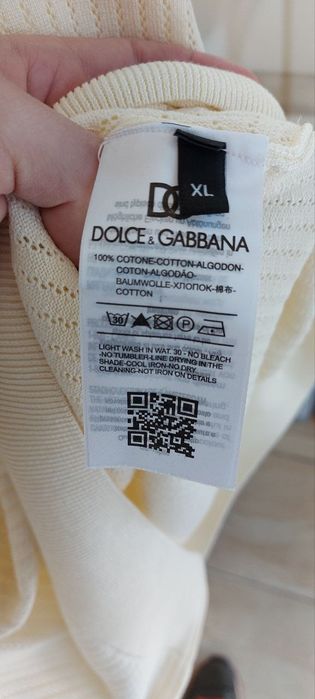 XL
DG
DOLCE & GABBANA
100% COTONE-COTTON-ALGODON-
COTON-ALGODÃO-
BAUMWOLLE-ХЛОПОК-棉布-
COTTON
30 P
LIGHT WASH IN WAT. 30 - NO BLEACH
-NO TUMBLER-LINE DRYING IN THE
SHADE-COOL IRON-NO DRY
CLEANING-NOT IRON ON DETAILS